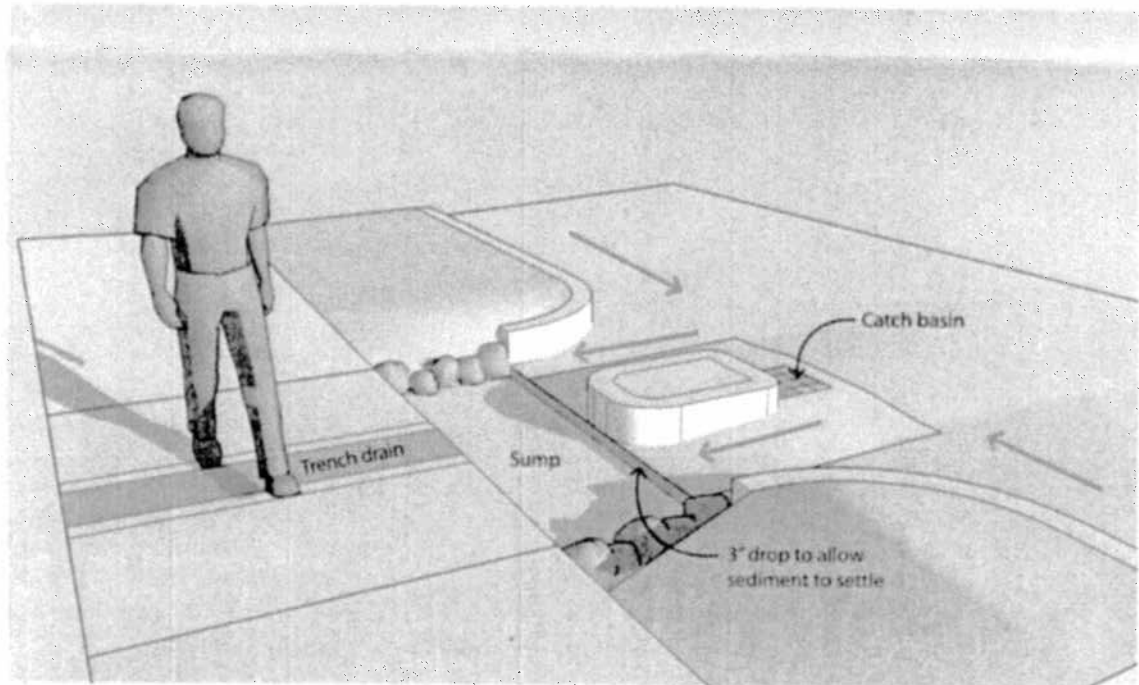 Catch basin
Trench drain
Sump
3" drop to allow
sediment to settle